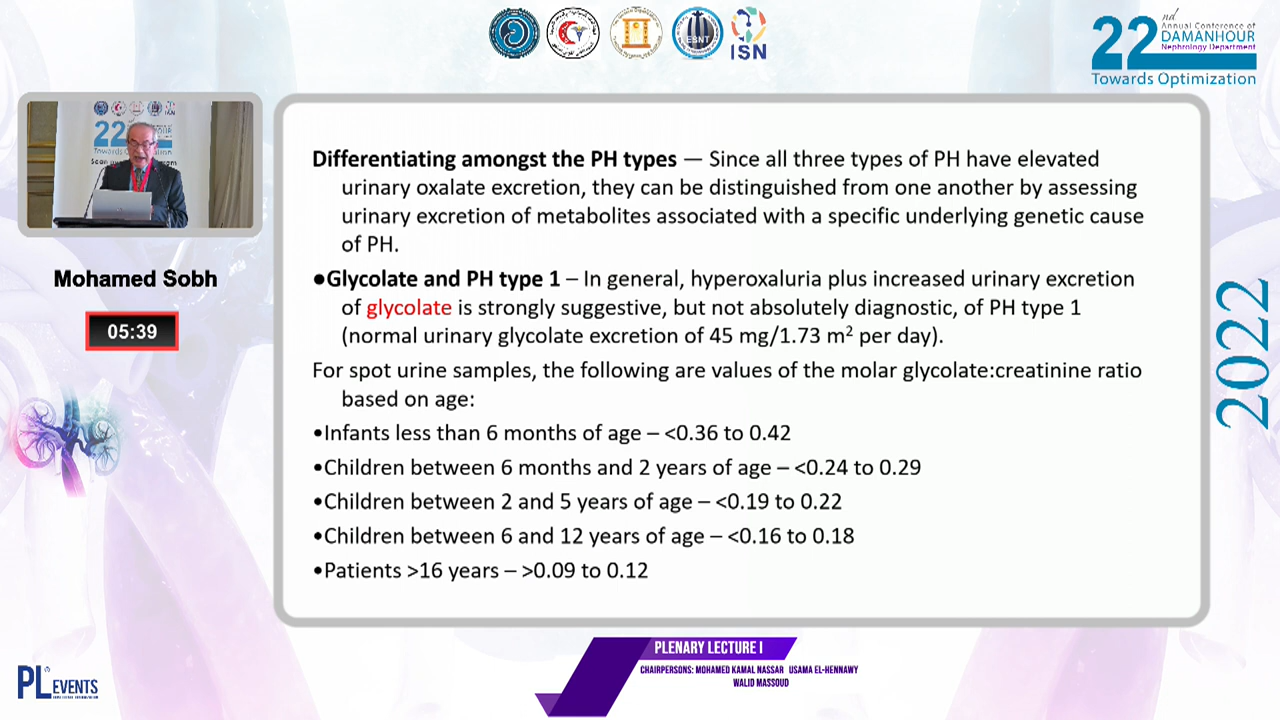 ESNT
ISN
22nd
Annual Conference of
DAMANHOUR
Nephrology Department
Towards Optimization
Mohamed Sobh
05:39
Differentiating amongst the PH types — Since all three types of PH have elevated
urinary oxalate excretion, they can be distinguished from one another by assessing
urinary excretion of metabolites associated with a specific underlying genetic cause
of PH.
●Glycolate and PH type 1 – In general, hyperoxaluria plus increased urinary excretion
of glycolate is strongly suggestive, but not absolutely diagnostic, of PH type 1
(normal urinary glycolate excretion of 45 mg/1.73 m² per day).
For spot urine samples, the following are values of the molar glycolate:creatinine ratio
based on age:
•Infants less than 6 months of age – <0.36 to 0.42
•Children between 6 months and 2 years of age – <0.24 to 0.29
•Children between 2 and 5 years of age – <0.19 to 0.22
•Children between 6 and 12 years of age – <0.16 to 0.18
•Patients >16 years – >0.09 to 0.12
2022
PL EVENTS
PLENARY LECTURE I
CHAIRPERSONS: MOHAMED KAMAL NASSAR USAMA EL-HENNAWY
WALID MASSOUD